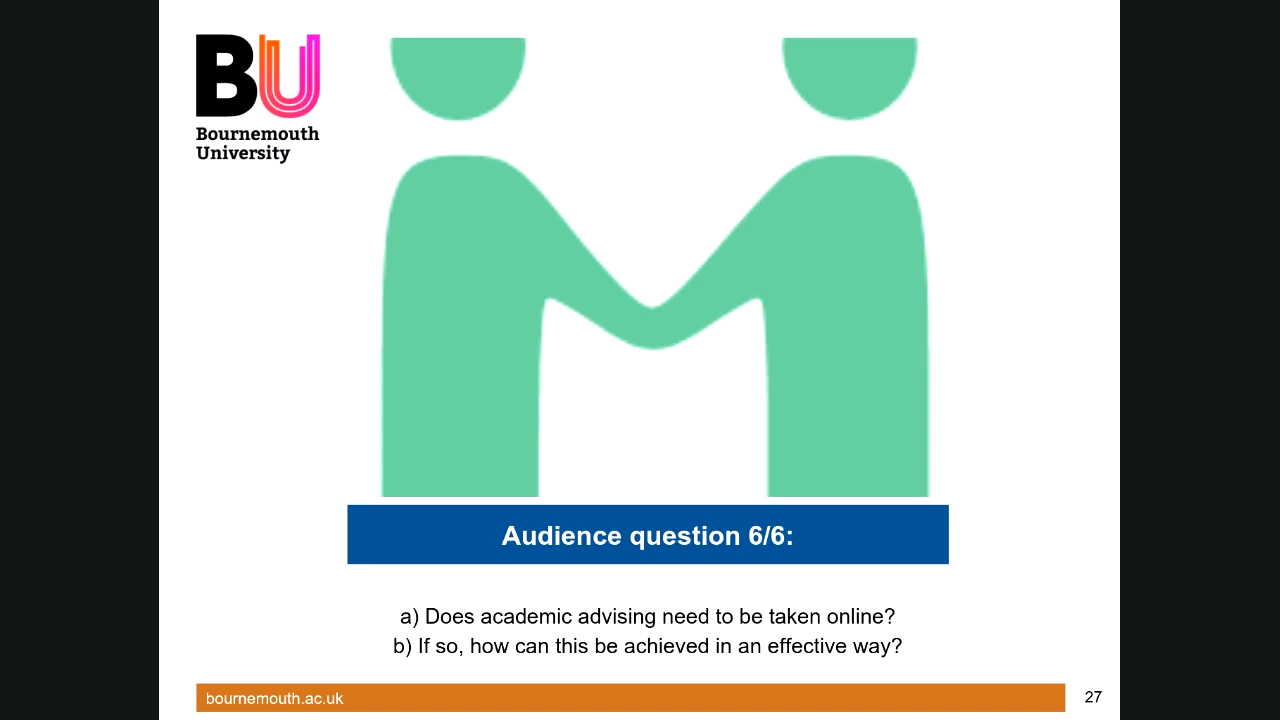 BU
Bournemouth
University
Audience question 6/6:
a) Does academic advising need to be taken online?
b) If so, how can this be achieved in an effective way?
bournemouth.ac.uk
27